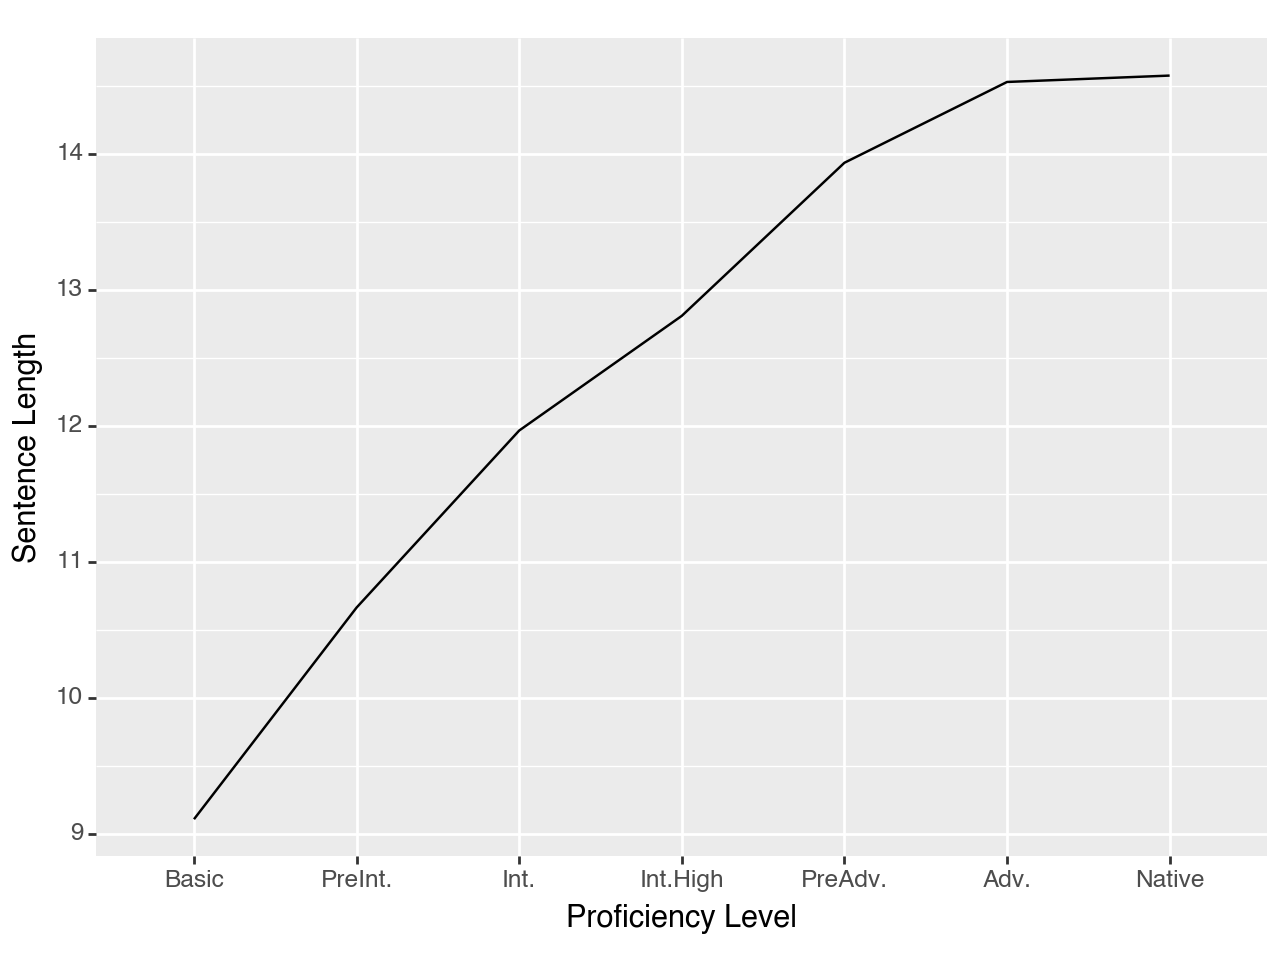 Sentence Length
14
13
12
11
10
9
Basic PreInt. Int. Int.High PreAdv. Adv. Native
Proficiency Level